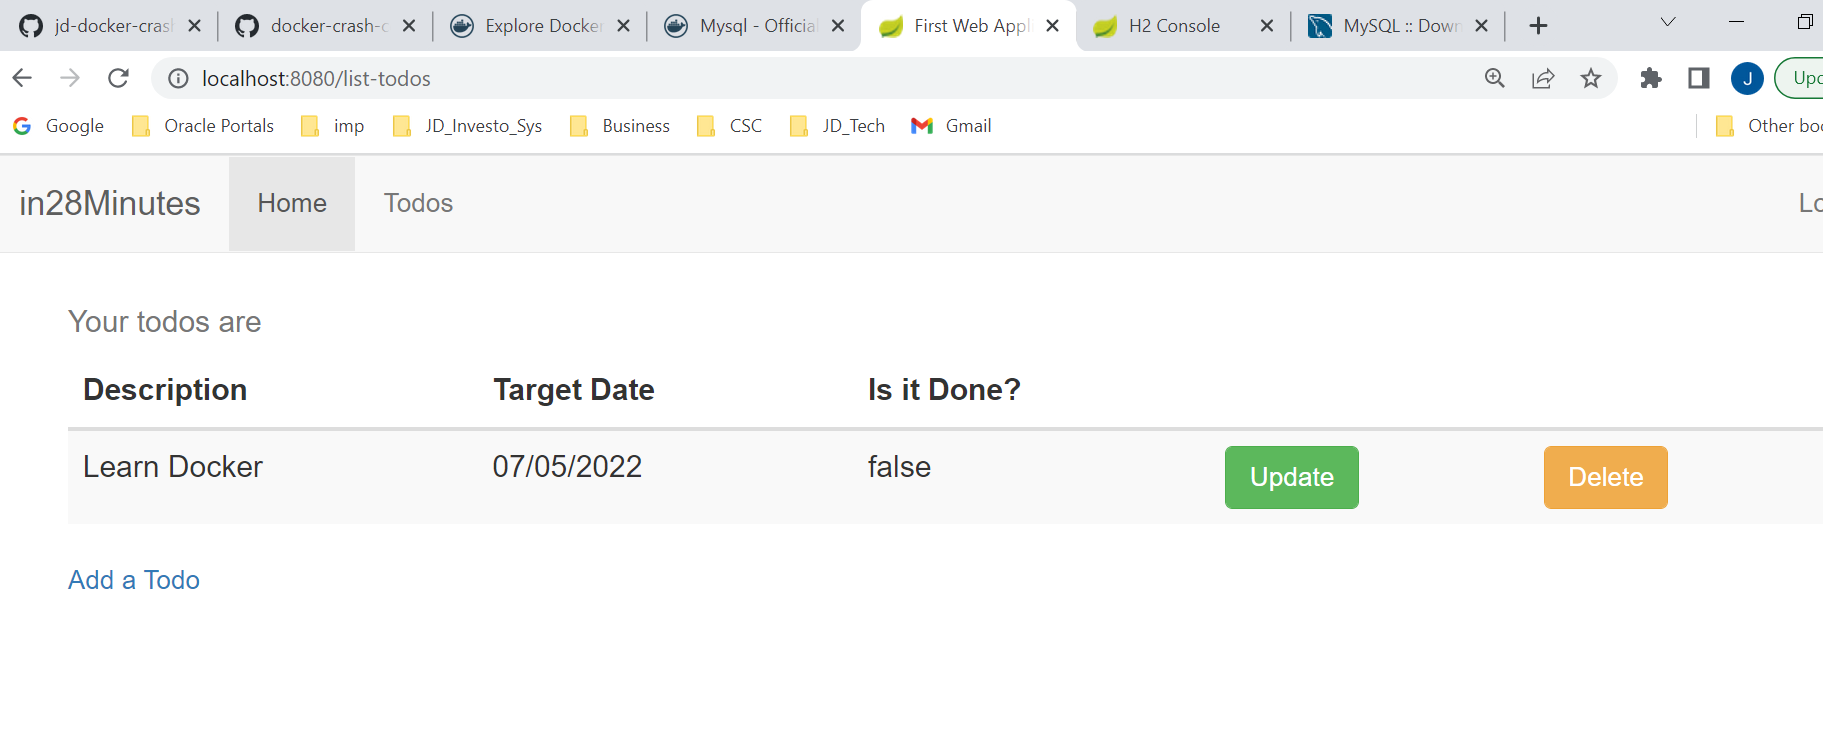 jd-docker-cras docker-crash-c Explore Docker Mysql - Official First Web Appl H2 Console MySQL :: Down
localhost:8080/list-todos J Upd
Google Oracle Portals imp JD_Investo_Sys Business CSC JD_Tech Gmail Other boo
in28Minutes Home Todos Lo
Your todos are
Description Target Date Is it Done?
Learn Docker 07/05/2022 false Update Delete
Add a Todo